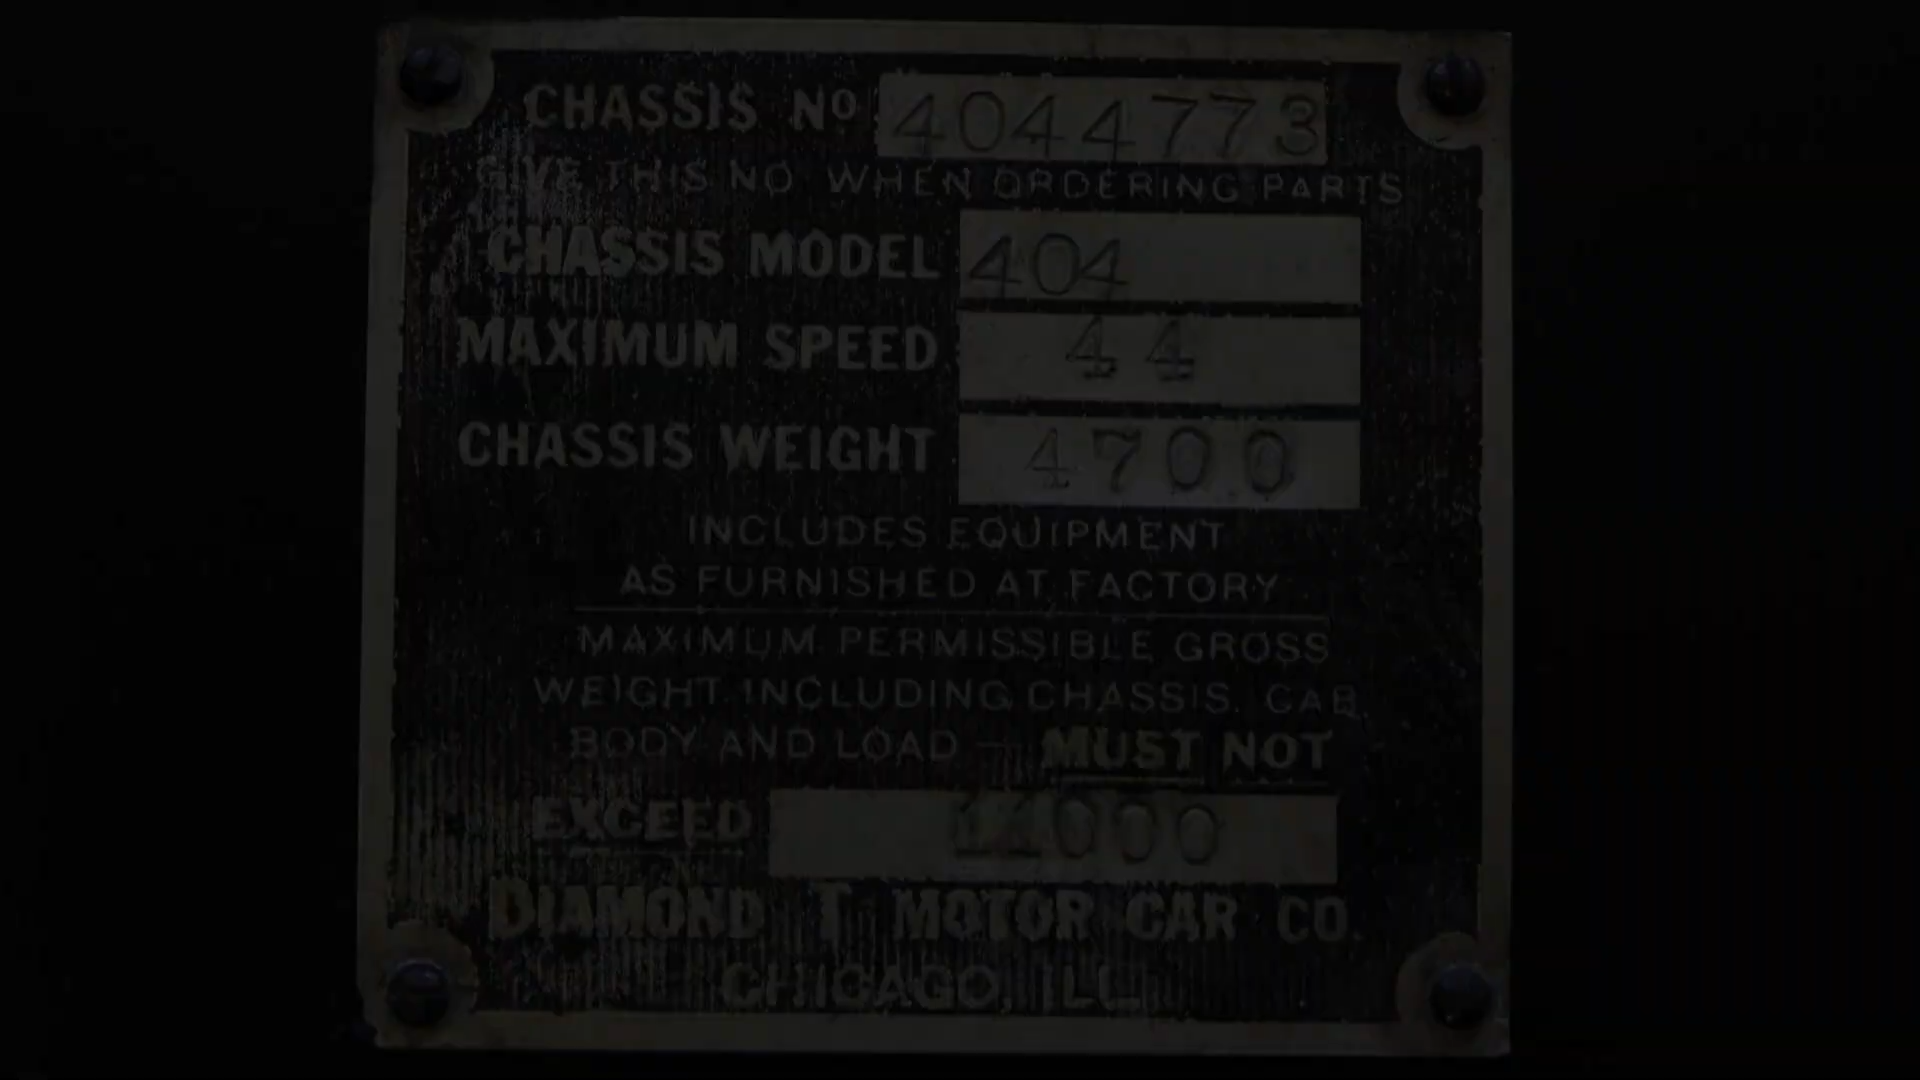 CHASSIS No 4044773
GIVE THIS NO WHEN ORDERING PARTS
CHASSIS MODEL 404
MAXIMUM SPEED 44
CHASSIS WEIGHT 4700
INCLUDES EQUIPMENT
AS FURNISHED AT FACTORY
MAXIMUM PERMISSIBLE GROSS
WEIGHT INCLUDING CHASSIS, CAB,
BODY AND LOAD — MUST NOT
EXCEED 11000
DIAMOND T MOTOR CAR CO.
CHICAGO, ILL.